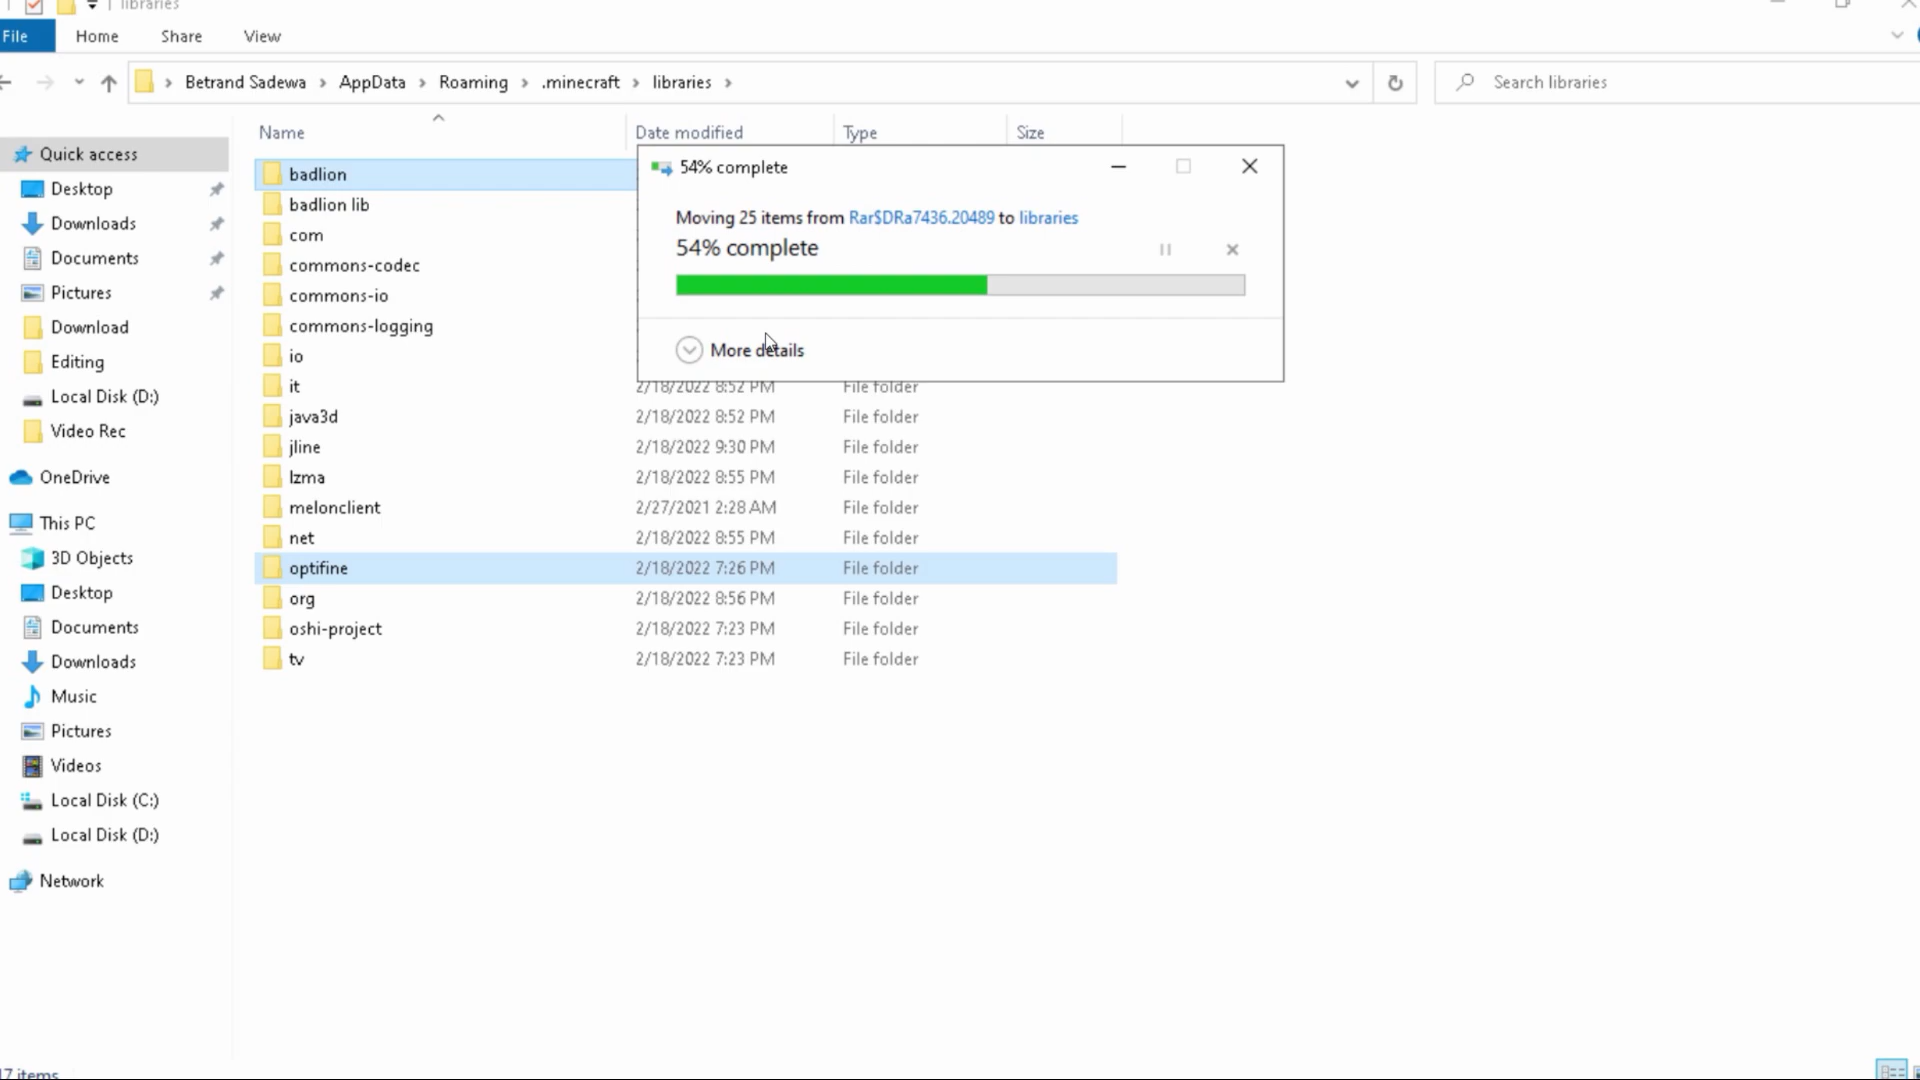 libraries
File Home Share View
Betrand Sadewa AppData Roaming .minecraft libraries
Search libraries
Name Date modified Type Size
Quick access
Desktop
Downloads
Documents
Pictures
Download
Editing
Local Disk (D:)
Video Rec
OneDrive
This PC
3D Objects
Desktop
Documents
Downloads
Music
Pictures
Videos
Local Disk (C:)
Local Disk (D:)
Network
badlion
badlion lib
com
commons-codec
commons-io
commons-logging
io
it 2/18/2022 8:52 PM File folder
java3d 2/18/2022 8:52 PM File folder
jline 2/18/2022 9:30 PM File folder
lzma 2/18/2022 8:55 PM File folder
melonclient 2/27/2021 2:28 AM File folder
net 2/18/2022 8:55 PM File folder
optifine 2/18/2022 7:26 PM File folder
org 2/18/2022 8:56 PM File folder
oshi-project 2/18/2022 7:23 PM File folder
tv 2/18/2022 7:23 PM File folder
54% complete
Moving 25 items from Rar$DRa7436.20489 to libraries
54% complete
More details
17 items